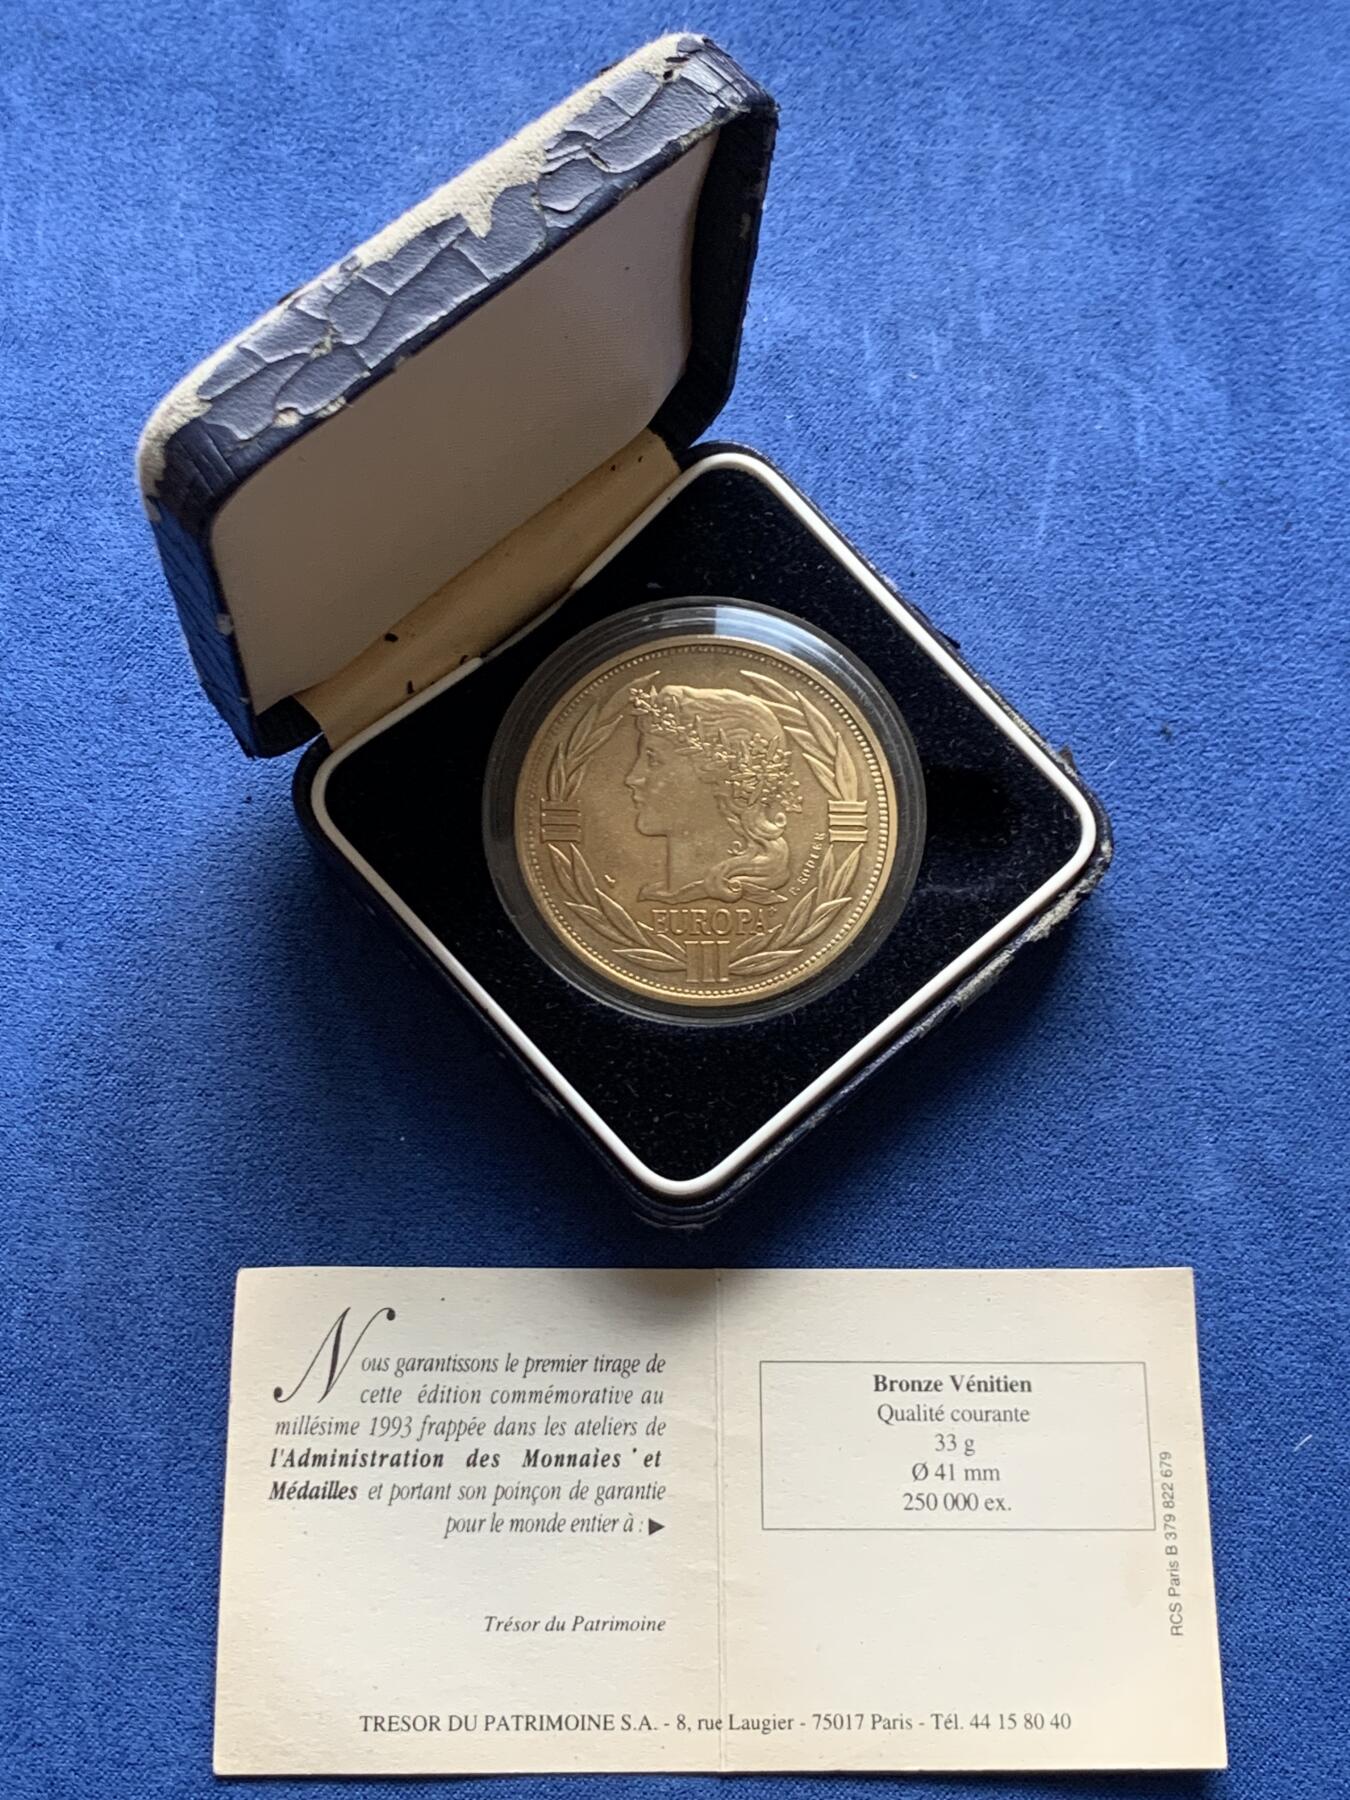 P. RODIER
EUROPA
Nous garantissons le premier tirage de
cette édition commémorative au
millésime 1993 frappée dans les ateliers de
l'Administration des Monnaies et
Médailles et portant son poinçon de garantie
pour le monde entier à : ▶
Trésor du Patrimoine
Bronze Vénitien
Qualité courante
33 g
Ø 41 mm
250 000 ex.
RCS Paris B 379 822 679
TRESOR DU PATRIMOINE S.A. - 8, rue Laugier - 75017 Paris - Tél. 44 15 80 40